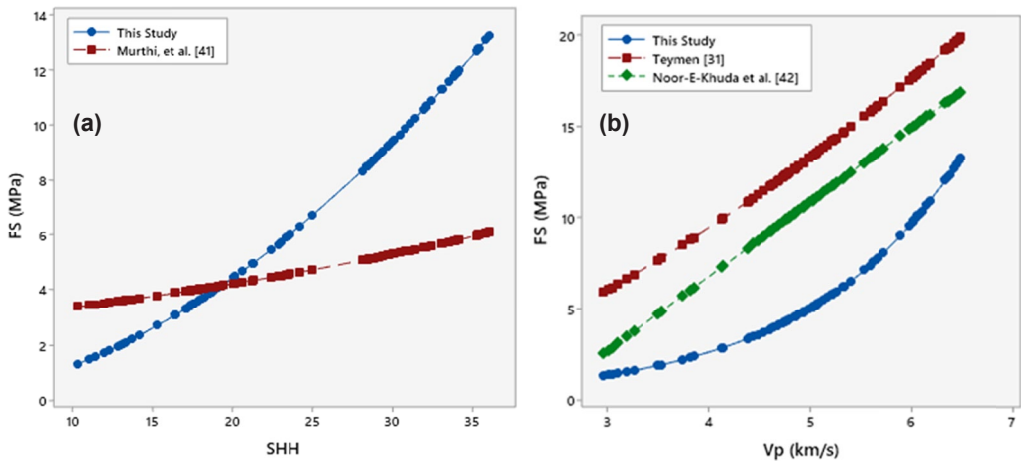 This Study
Murthi, et al. [41]
(a)
FS (MPa)
14
12
10
8
6
4
2
0
10 15 20 25 30 35
SHH
This Study
Teymen [31]
Noor-E-Khuda et al. [42]
(b)
FS (MPa)
20
15
10
5
0
3 4 5 6 7
Vp (km/s)